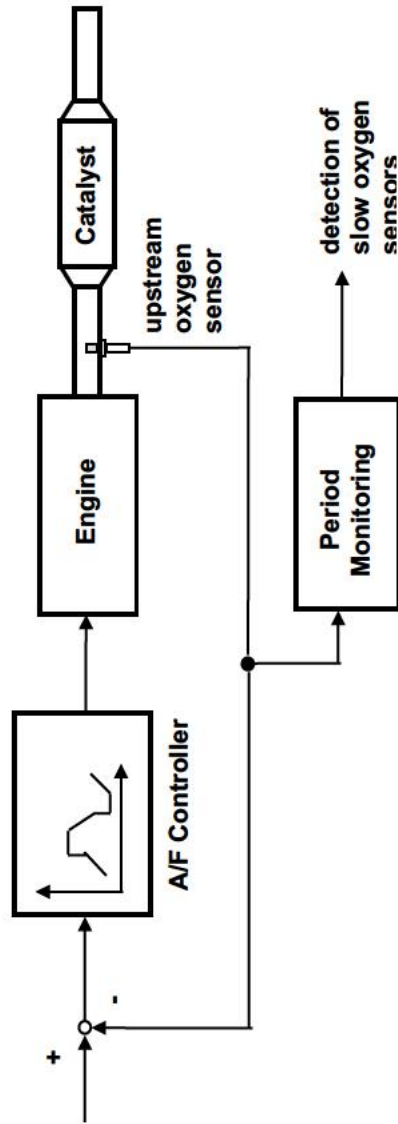 +
-
A/F Controller
Engine
upstream
oxygen
sensor
Catalyst
Period
Monitoring
detection of
slow oxygen
sensors